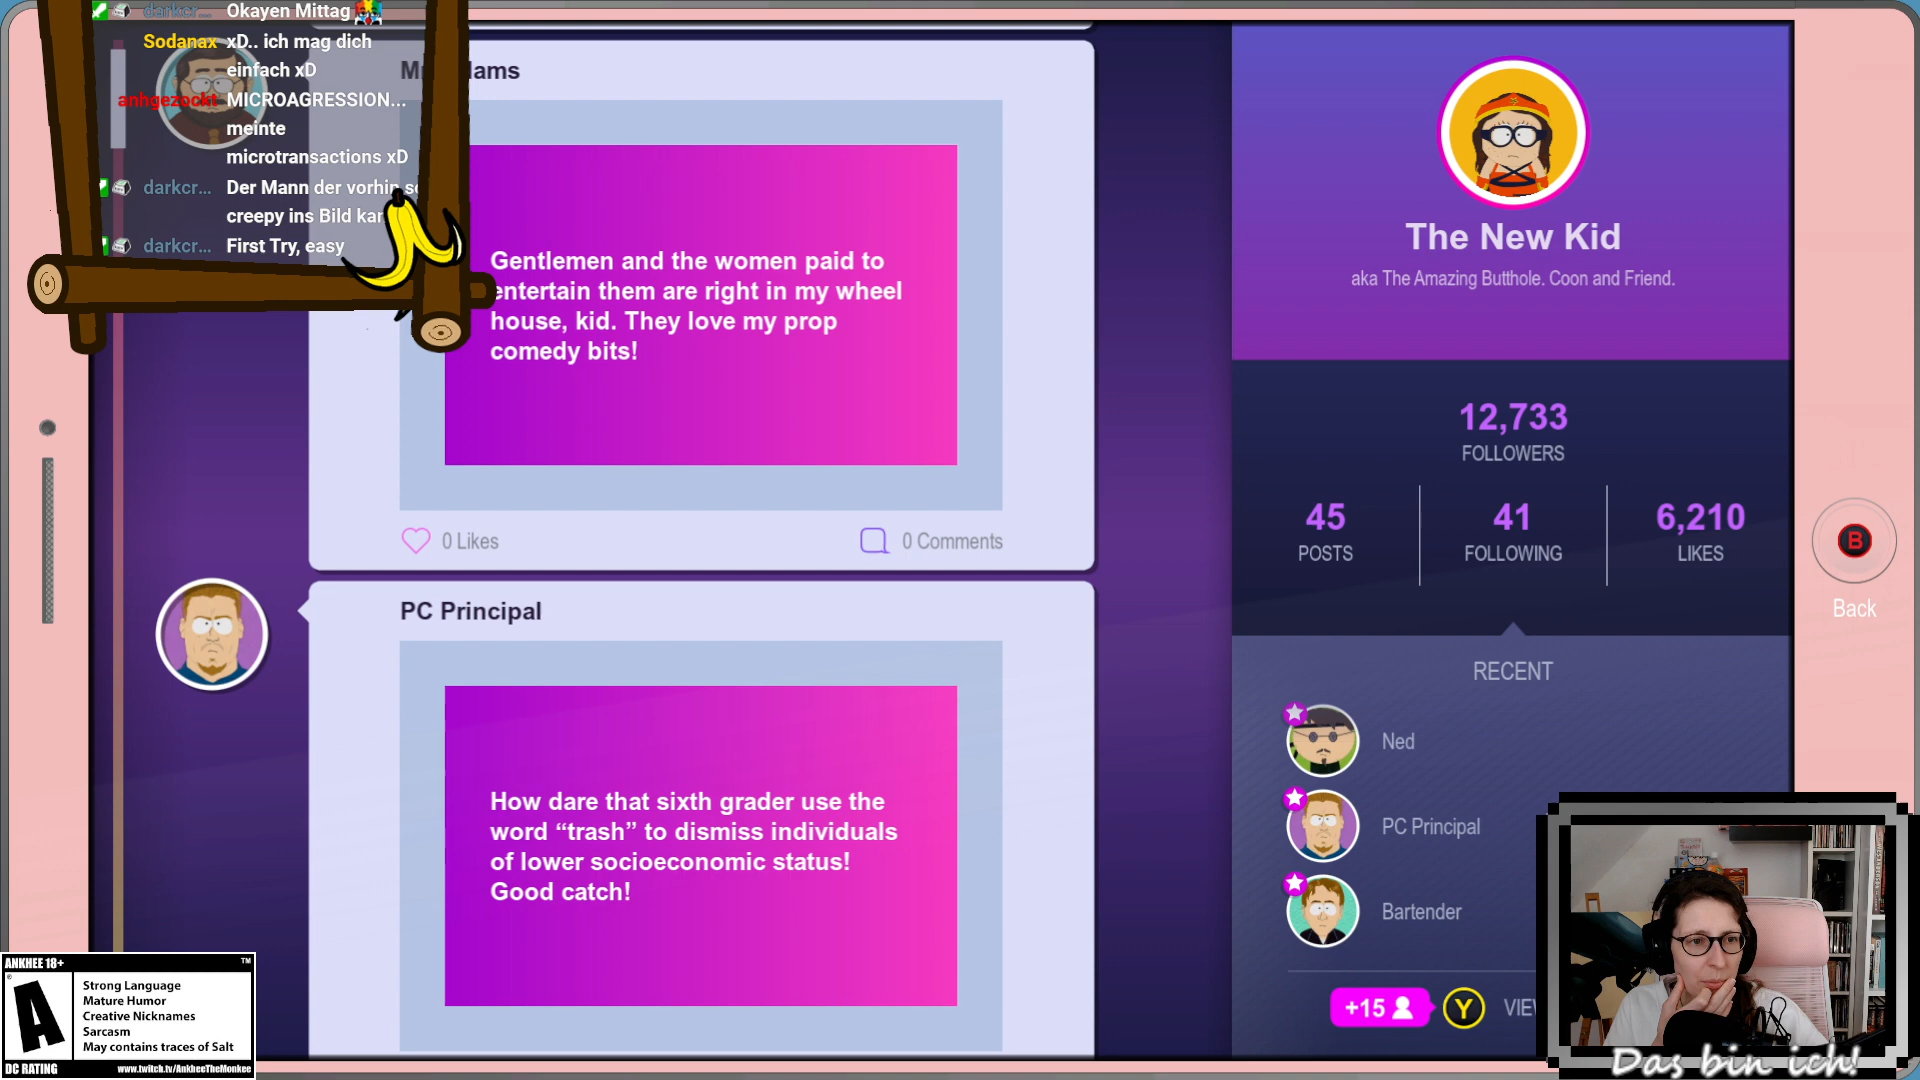 darkcr... Okayen Mittag
Sodanax xD.. ich mag dich
einfach xD
anhgezockt MICROAGRESSION...
meinte
microtransactions xD
darkcr... Der Mann der vorhin
creepy ins Bild
darkcr... First Try, easy
Gentlemen and the women paid to
entertain them are right in my wheel
house, kid. They love my prop
comedy bits!
0 Likes
0 Comments
PC Principal
How dare that sixth grader use the
word “trash” to dismiss individuals
of lower socioeconomic status!
Good catch!
The New Kid
aka The Amazing Butthole. Coon and Friend.
12,733
FOLLOWERS
45
POSTS
41
FOLLOWING
6,210
LIKES
RECENT
Ned
PC Principal
Bartender
+15
Y
B
Back
ANKHEE 18+
TM
A
Strong Language
Mature Humor
Creative Nicknames
Sarcasm
May contains traces of Salt
DC RATING
www.twitch.tv/AnkheeTheMonkee
Das bin ich!